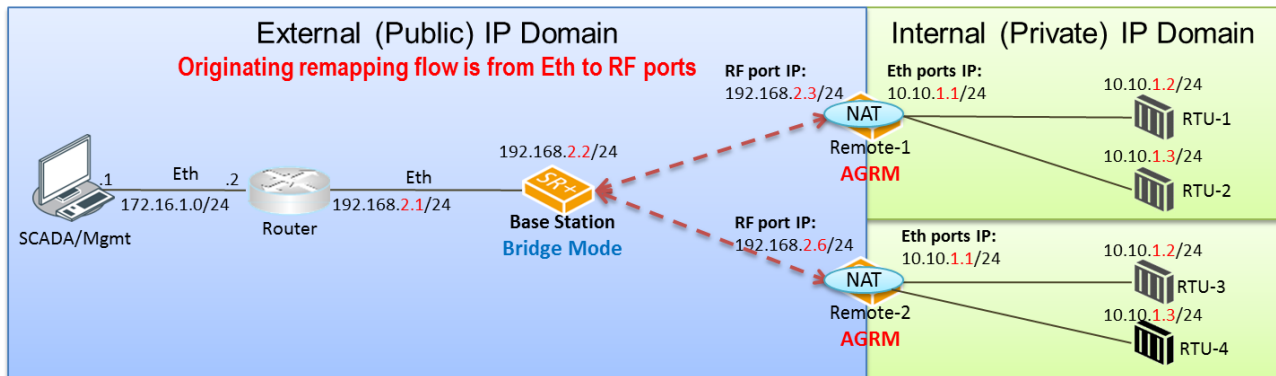 External (Public) IP Domain
Originating remapping flow is from Eth to RF ports
Internal (Private) IP Domain
RF port IP:
192.168.2.3/24
Eth ports IP:
10.10.1.1/24
10.10.1.2/24
NAT
RTU-1
Remote-1
AGRM
10.10.1.3/24
RTU-2
192.168.2.2/24
SR+
Base Station
Bridge Mode
.1
Eth
.2
172.16.1.0/24
SCADA/Mgmt
Router
Eth
192.168.2.1/24
RF port IP:
192.168.2.6/24
Eth ports IP:
10.10.1.1/24
10.10.1.2/24
NAT
RTU-3
Remote-2
AGRM
10.10.1.3/24
RTU-4